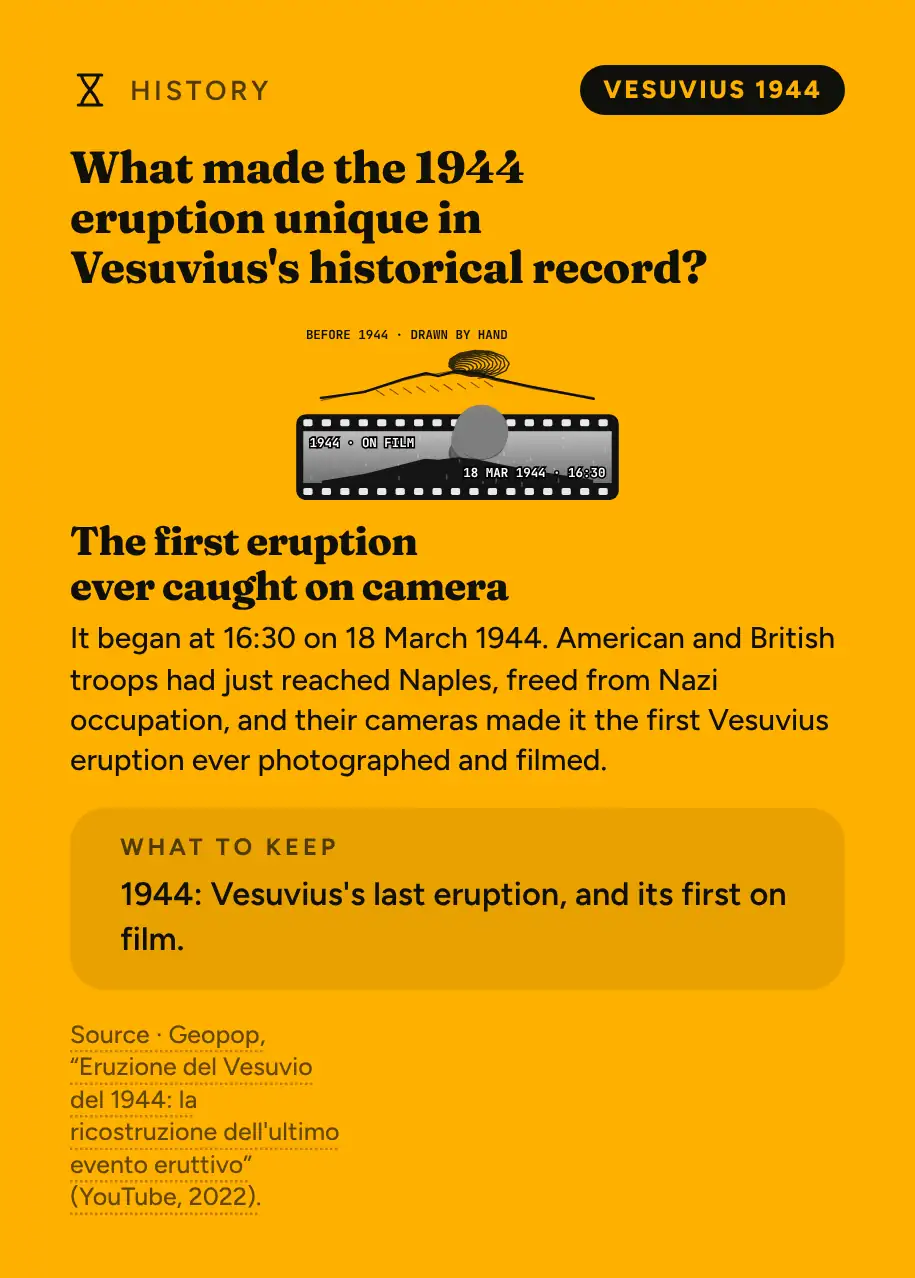 HISTORY
VESUVIUS 1944
What made the 1944
eruption unique in
Vesuvius's historical record?
BEFORE 1944 · DRAWN BY HAND
1944 · ON FILM
18 MAR 1944 · 16:30
The first eruption
ever caught on camera
It began at 16:30 on 18 March 1944. American and British
troops had just reached Naples, freed from Nazi
occupation, and their cameras made it the first Vesuvius
eruption ever photographed and filmed.
WHAT TO KEEP
1944: Vesuvius's last eruption, and its first on
film.
Source · Geopop,
“Eruzione del Vesuvio
del 1944: la
ricostruzione dell'ultimo
evento eruttivo”
(YouTube, 2022).